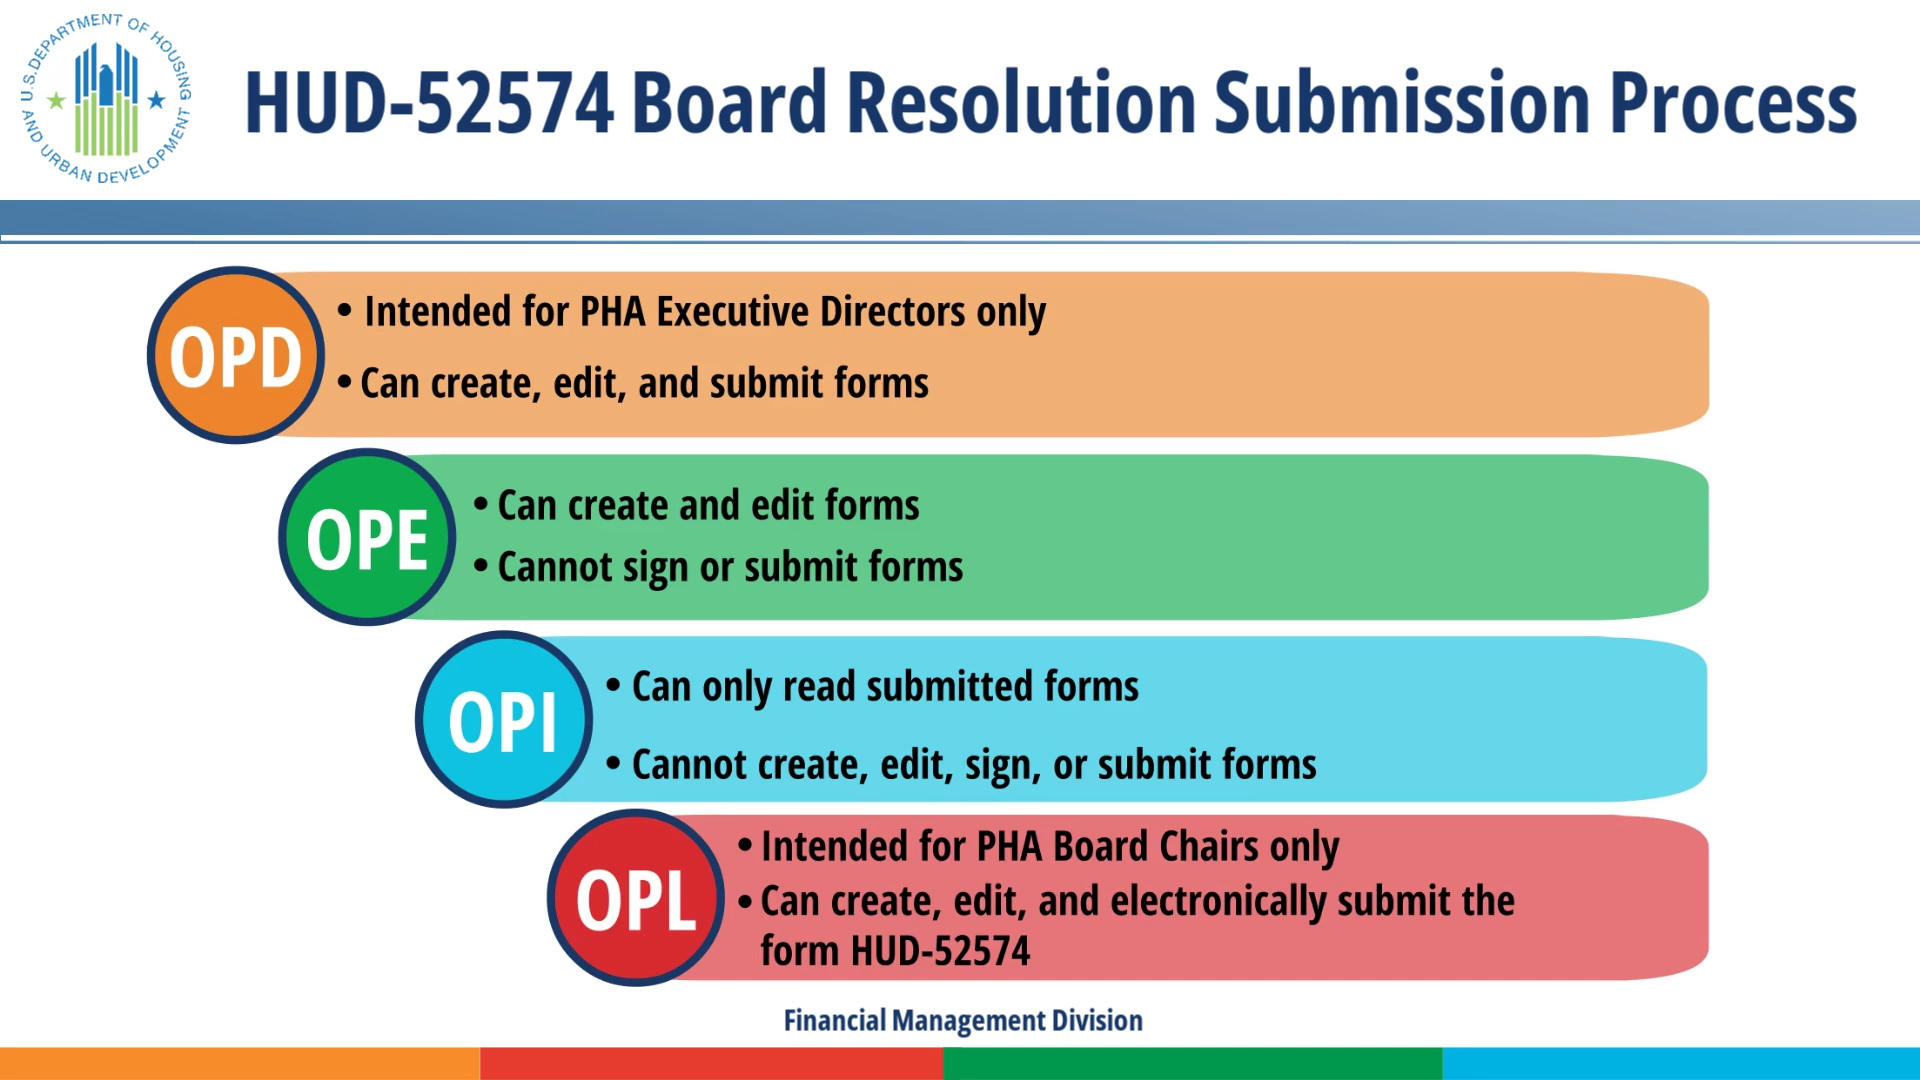 U.S. DEPARTMENT OF HOUSING
AND URBAN DEVELOPMENT
HUD-52574 Board Resolution Submission Process
OPD
• Intended for PHA Executive Directors only
• Can create, edit, and submit forms
OPE
• Can create and edit forms
• Cannot sign or submit forms
OPI
• Can only read submitted forms
• Cannot create, edit, sign, or submit forms
OPL
• Intended for PHA Board Chairs only
• Can create, edit, and electronically submit the
form HUD-52574
Financial Management Division